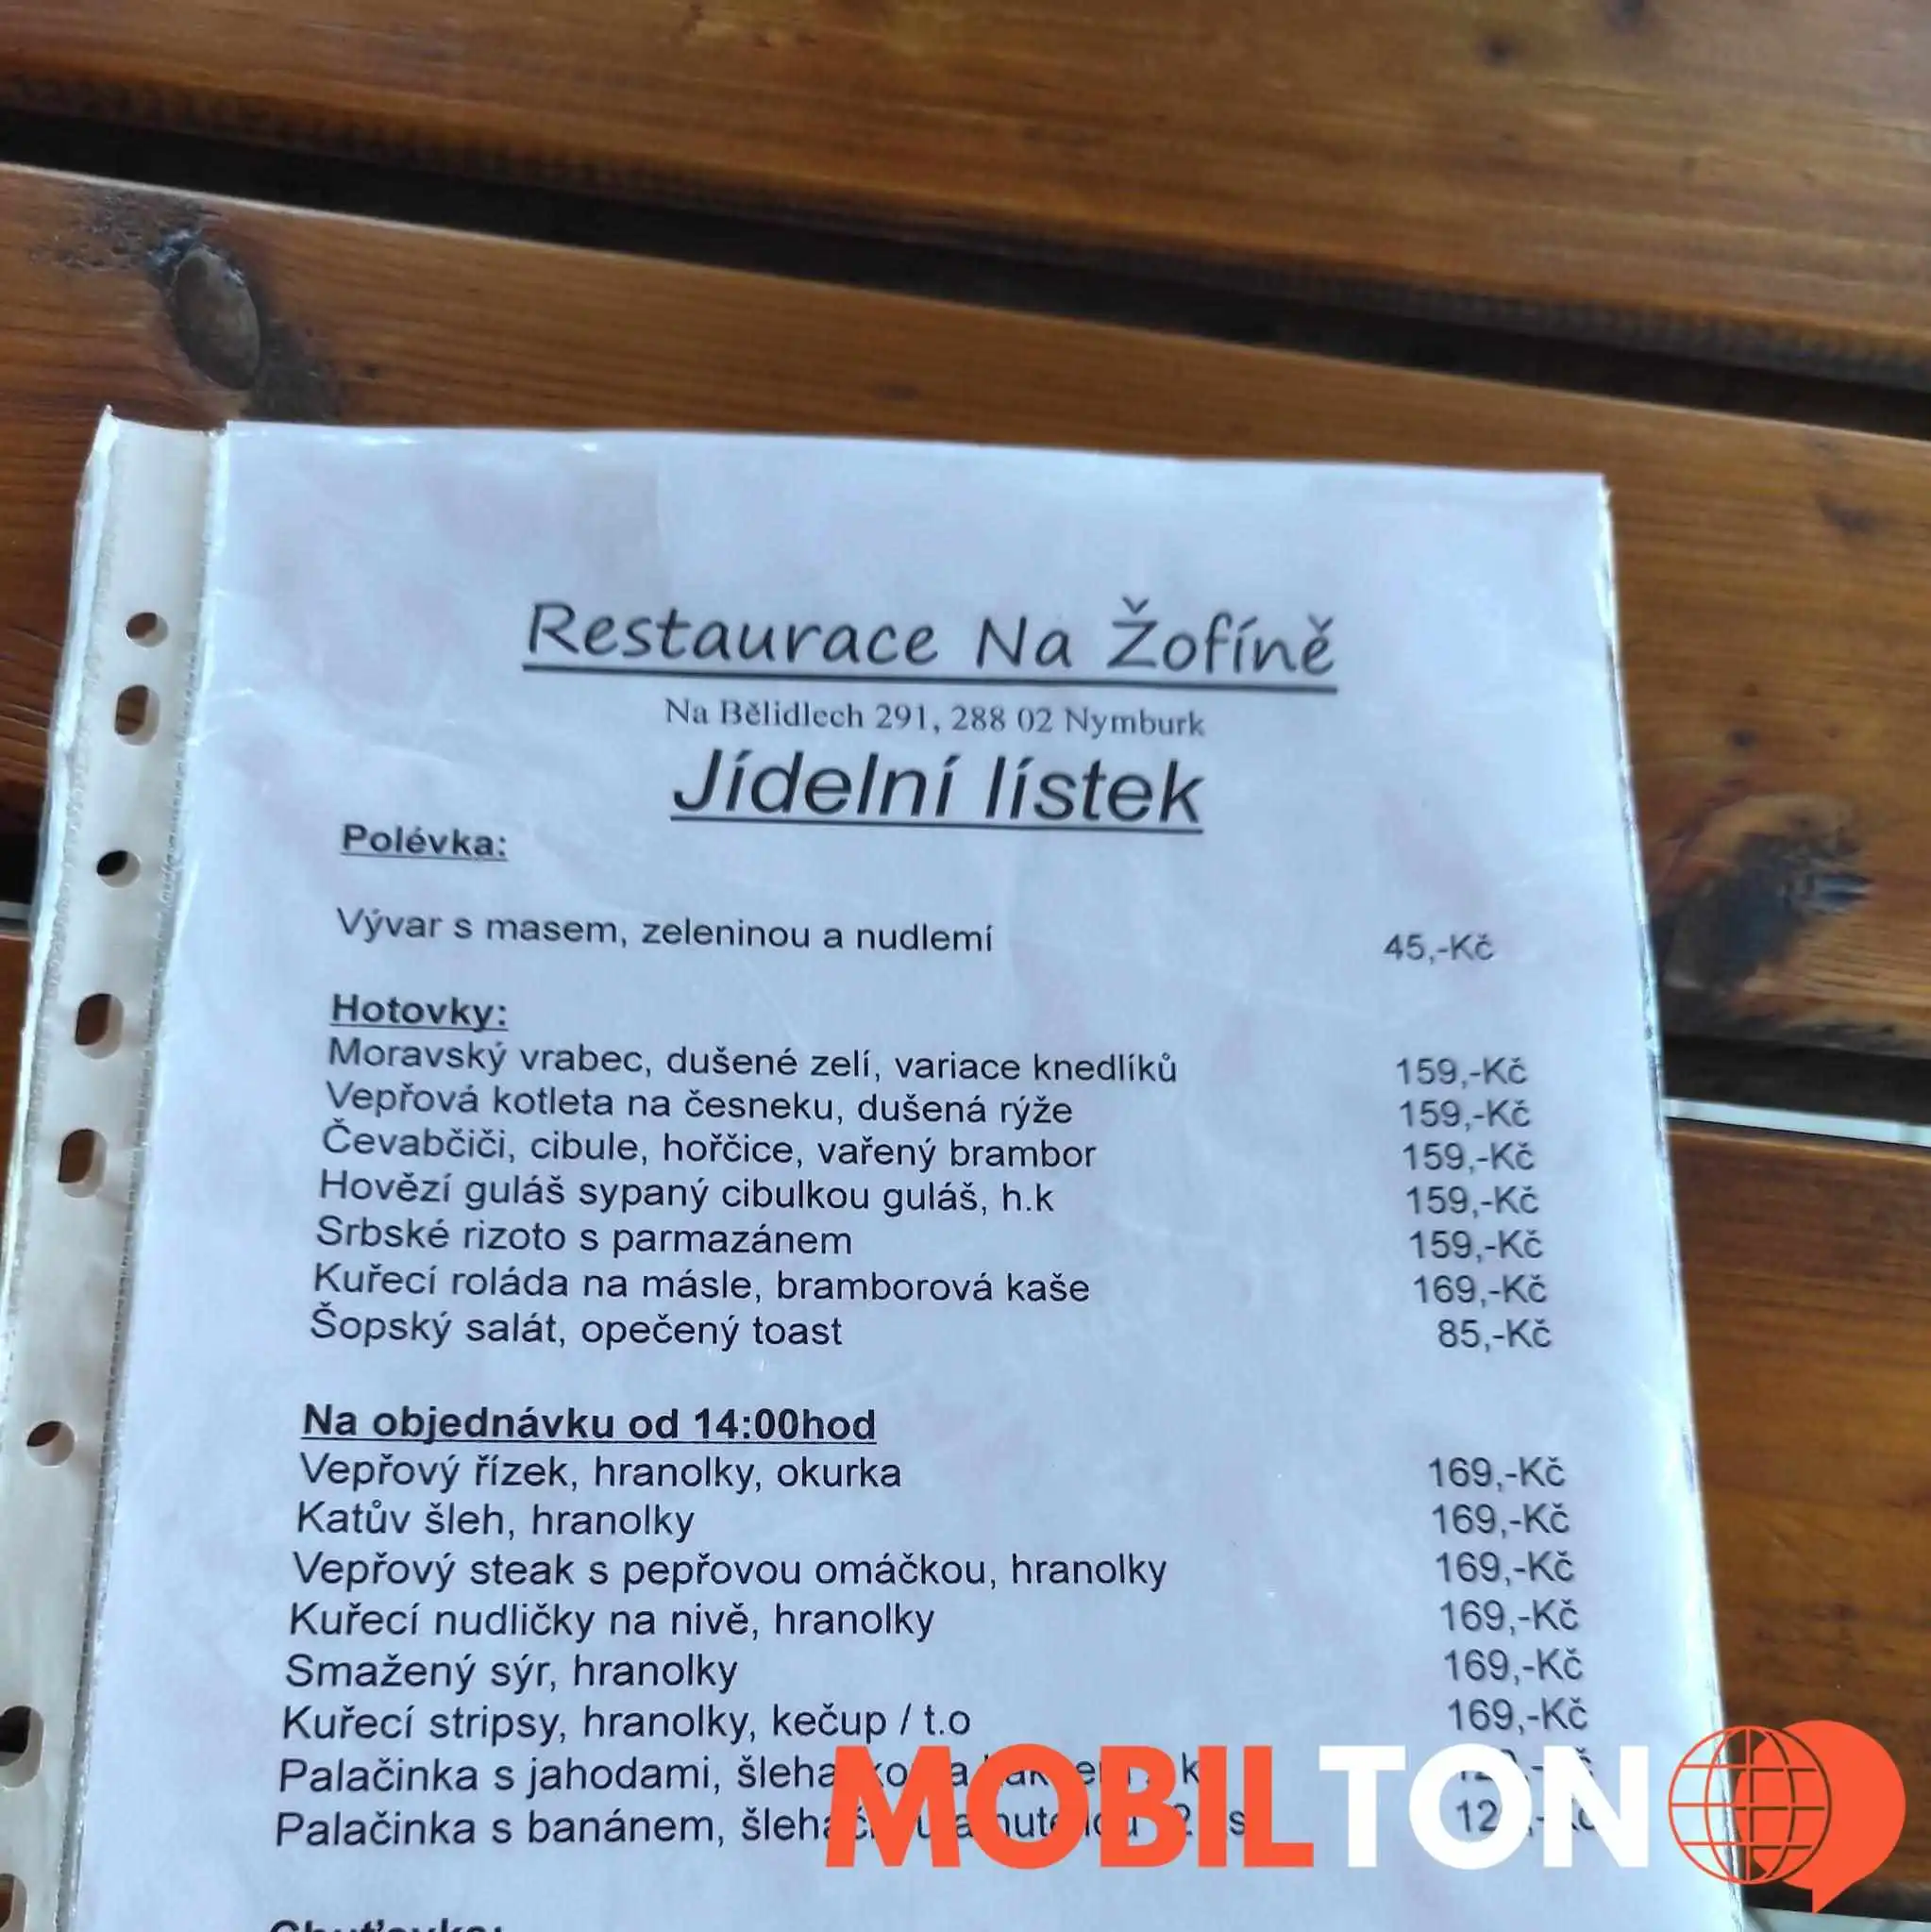 Restaurace Na Žofíně
Na Bělidlech 291, 288 02 Nymburk
Jídelní lístek
Polévka:
Vývar s masem, zeleninou a nudlemí 45,-Kč
Hotovky:
Moravský vrabec, dušené zelí, variace knedlíků 159,-Kč
Vepřová kotleta na česneku, dušená rýže 159,-Kč
Čevabčiči, cibule, hořčice, vařený brambor 159,-Kč
Hovězí guláš sypaný cibulkou guláš, h.k 159,-Kč
Srbské rizoto s parmazánem 159,-Kč
Kuřecí roláda na másle, bramborová kaše 169,-Kč
Šopský salát, opečený toast 85,-Kč
Na objednávku od 14:00hod
Vepřový řízek, hranolky, okurka 169,-Kč
Katův šleh, hranolky 169,-Kč
Vepřový steak s pepřovou omáčkou, hranolky 169,-Kč
Kuřecí nudličky na nivě, hranolky 169,-Kč
Smažený sýr, hranolky 169,-Kč
Kuřecí stripsy, hranolky, kečup / t.o 169,-Kč
Palačinka s jahodami,
Palačinka s banánem,
MOBILTON